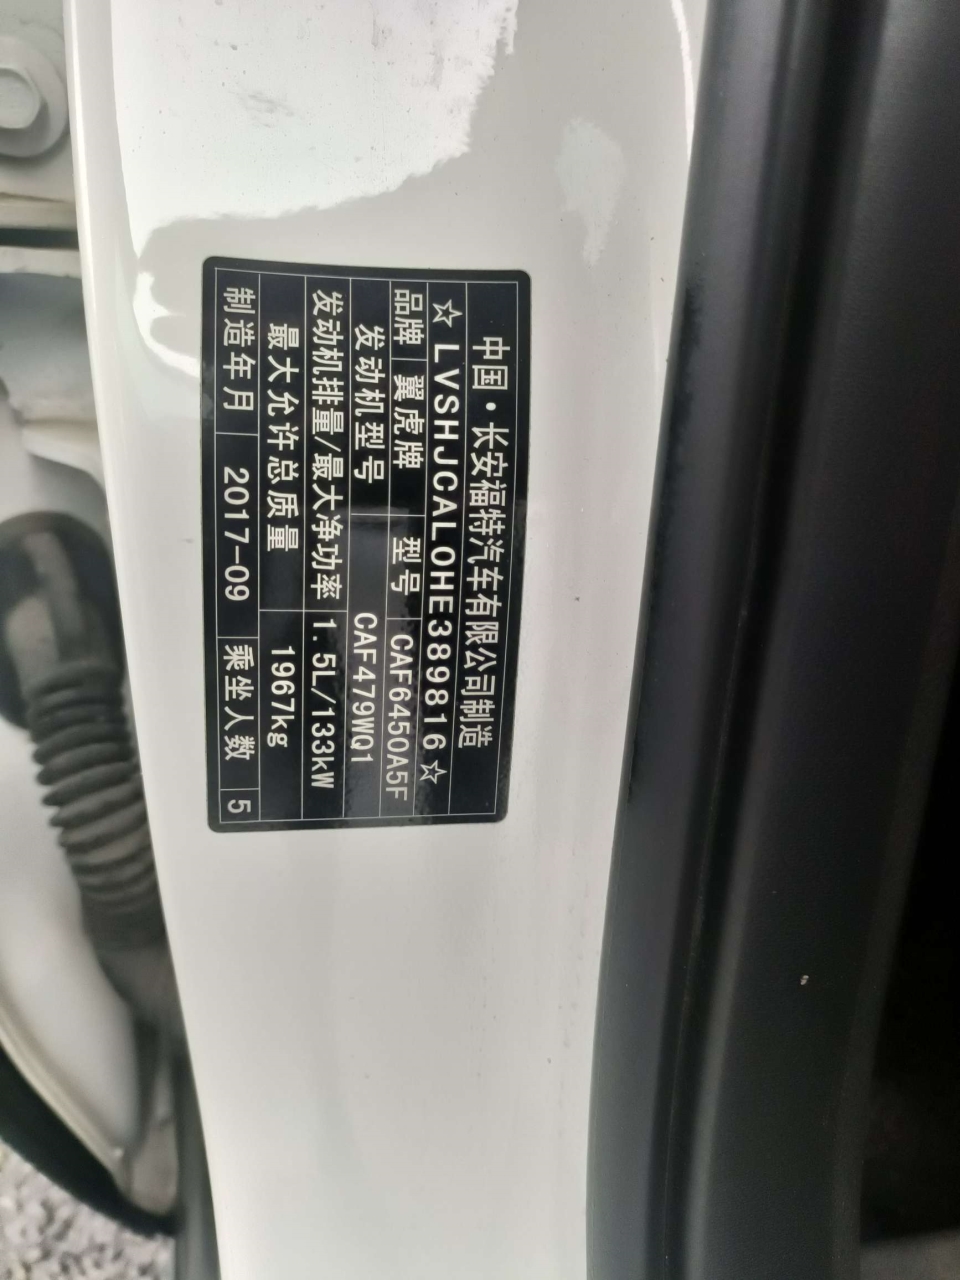 中国·长安福特汽车有限公司制造
☆LVSHJCAL0HE389816☆
品牌 翼虎牌 型号 CAF6450A5F
发动机型号 CAF479WQ1
发动机排量/最大净功率 1.5L/133kW
最大允许总质量 1967kg
制造年月 2017-09 乘坐人数 5